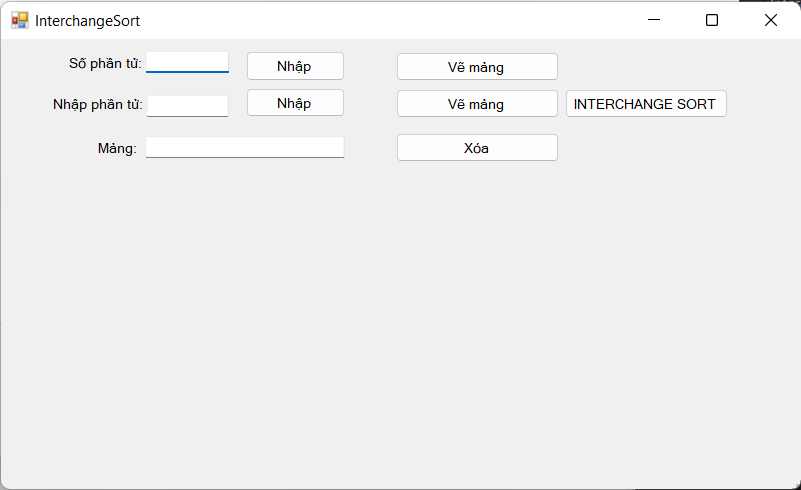 InterchangeSort
Số phần tử: Nhập Vẽ mảng
Nhập phần tử: Nhập Vẽ mảng INTERCHANGE SORT
Mảng: Xóa